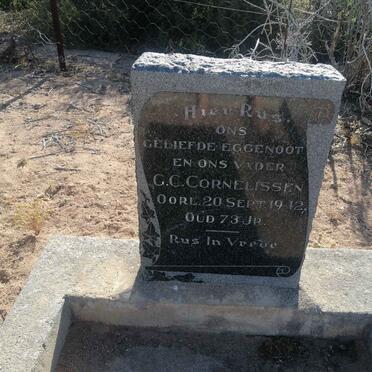 Hier Rus
ONS
GELIEFDE EGGENOOT
EN ONS VADER
G.C. CORNELISSEN
OORL. 20 SEPT. 1942
OUD 73 JR.
Rus In Vrede